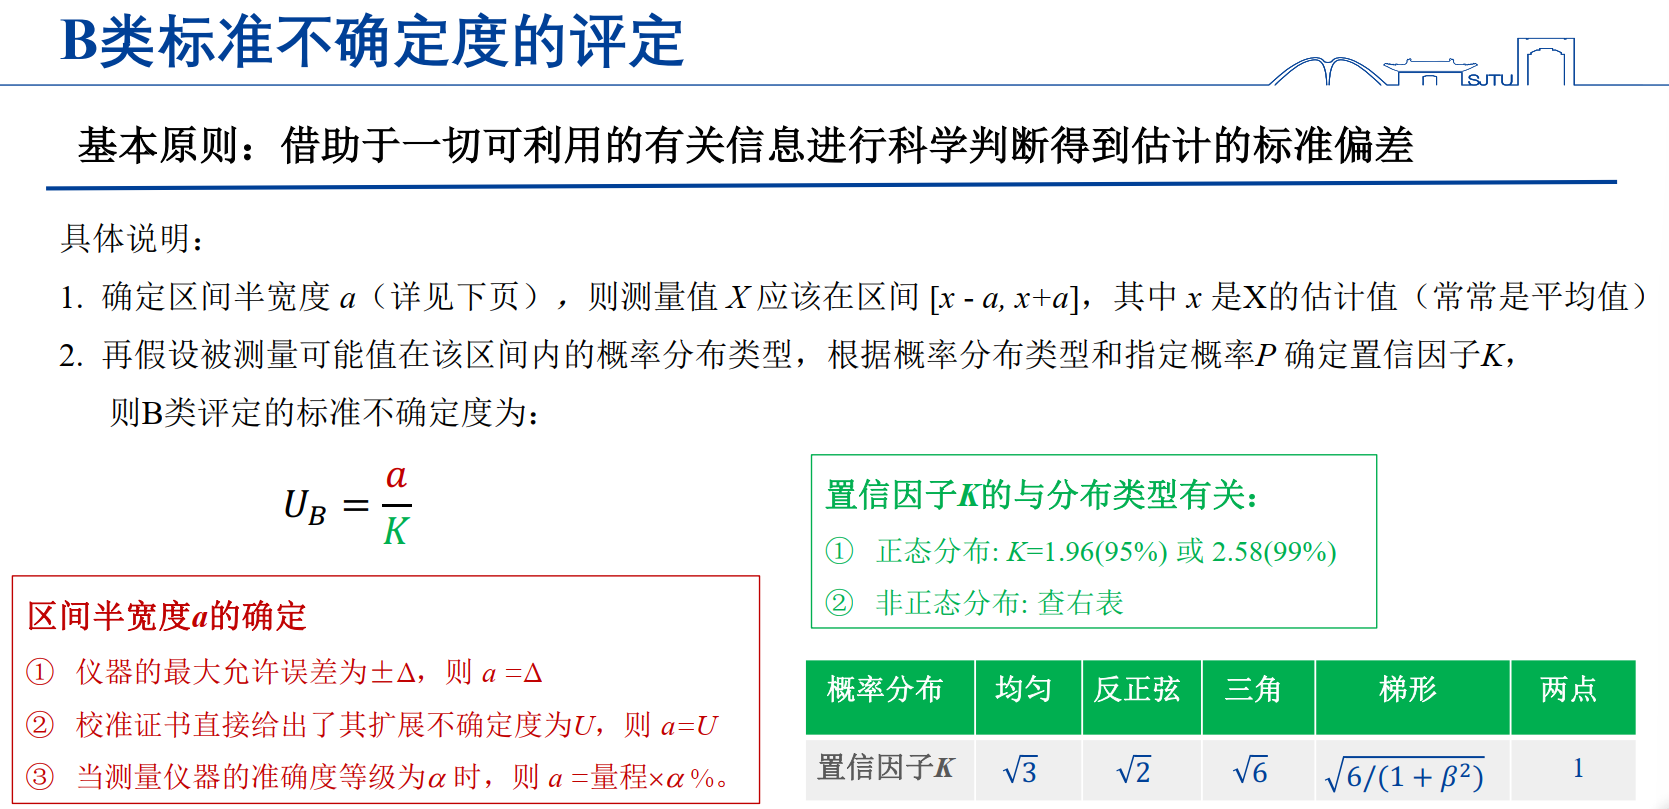 B类标准不确定度的评定
SJTU
基本原则：借助于一切可利用的有关信息进行科学判断得到估计的标准偏差
具体说明：
1. 确定区间半宽度 a（详见下页），则测量值 X 应该在区间 [x - a, x+a]，其中 x 是X的估计值（常常是平均值）
2. 再假设被测量可能值在该区间内的概率分布类型，根据概率分布类型和指定概率P 确定置信因子K，
则B类评定的标准不确定度为：
U_B = a/K
区间半宽度a的确定
① 仪器的最大允许误差为±Δ，则 a =Δ
② 校准证书直接给出了其扩展不确定度为U，则 a=U
③ 当测量仪器的准确度等级为α 时，则 a =量程×α %。
置信因子K的与分布类型有关：
① 正态分布: K=1.96(95%) 或 2.58(99%)
② 非正态分布: 查右表
概率分布 均匀 反正弦 三角 梯形 两点
置信因子K √3 √2 √6 √(6/(1 + β²)) 1